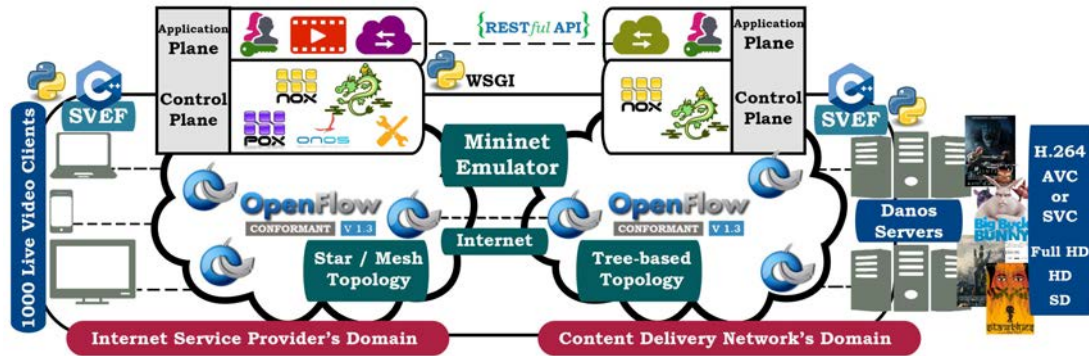 Application
Plane
Control
Plane
{RESTful API}
WSGI
Application
Plane
Control
Plane
NOX
POX
ONOS
NOX
SVEF
SVEF
1000 Live Video Clients
Mininet
Emulator
OpenFlow
CONFORMANT V 1.3
OpenFlow
CONFORMANT V 1.3
Internet
Star / Mesh
Topology
Tree-based
Topology
Danos
Servers
H.264
AVC
or
SVC
Full HD
HD
SD
C++
C++
BUNNY
Internet Service Provider's Domain
Content Delivery Network's Domain